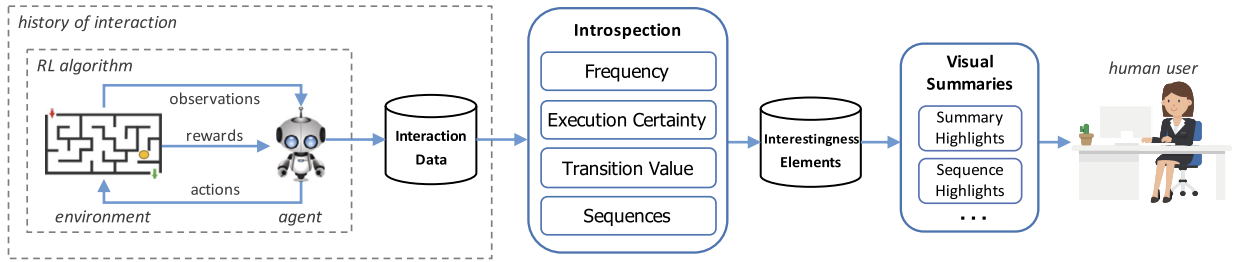 history of interaction
RL algorithm
observations
rewards
actions
environment
agent
Interaction
Data
Introspection
Frequency
Execution Certainty
Transition Value
Sequences
Interestingness
Elements
Visual
Summaries
Summary
Highlights
Sequence
Highlights
...
human user